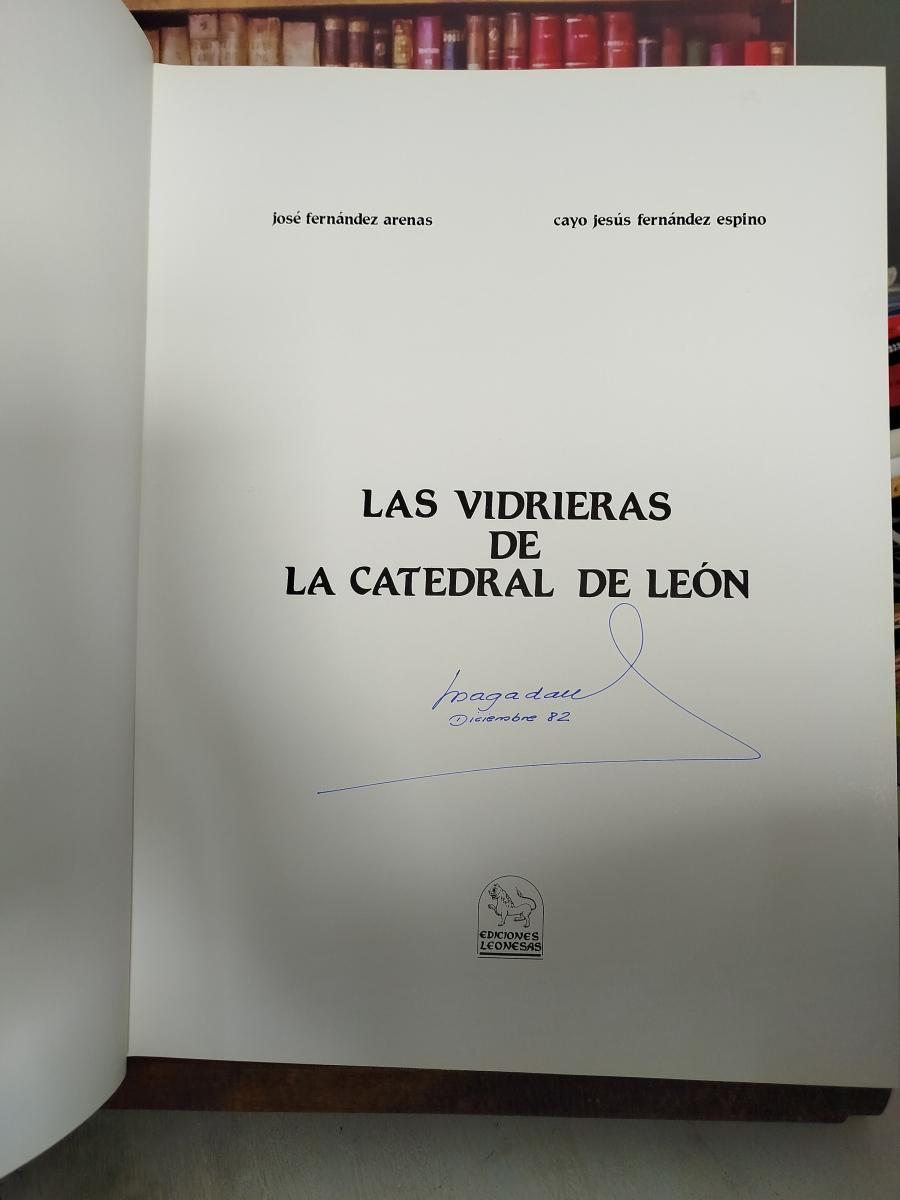 josé fernández arenas
cayo jesús fernández espino
LAS VIDRIERAS
DE
LA CATEDRAL DE LEÓN
Diciembre 82
EDICIONES
LEONESAS